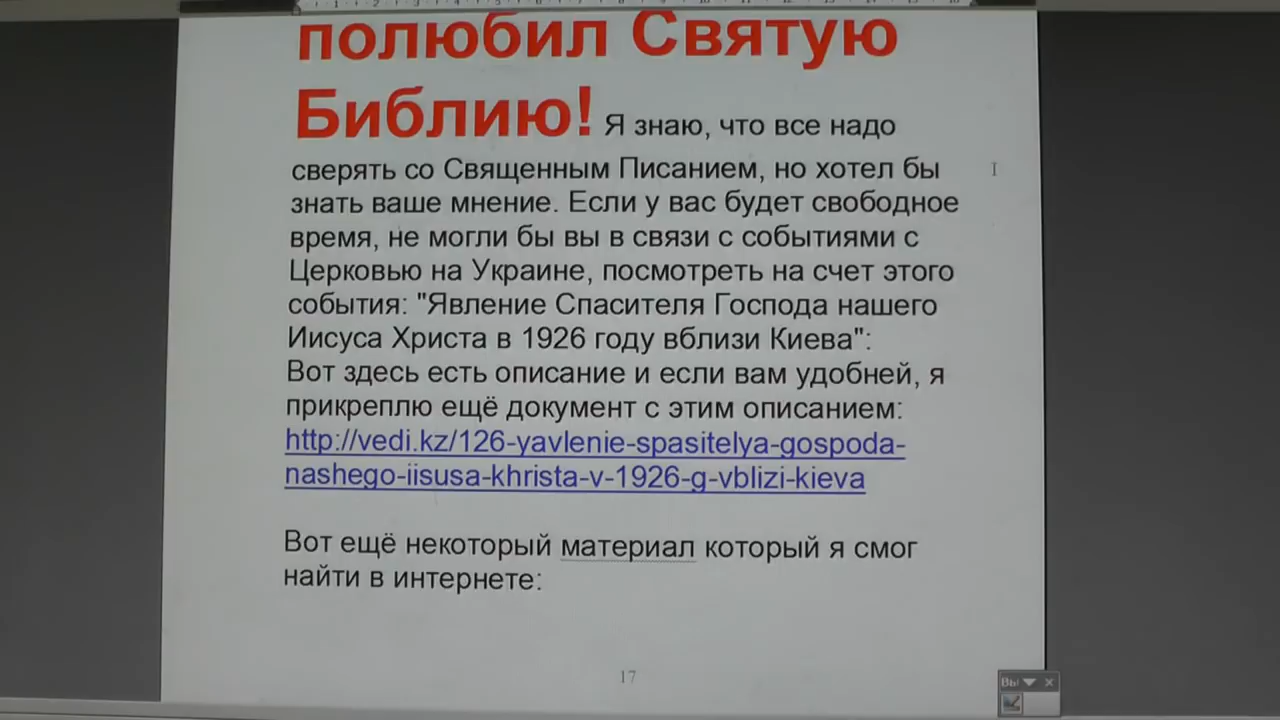 полюбил Святую
Библию! Я знаю, что все надо
сверять со Священным Писанием, но хотел бы
знать ваше мнение. Если у вас будет свободное
время, не могли бы вы в связи с событиями с
Церковью на Украине, посмотреть на счет этого
события: "Явление Спасителя Господа нашего
Иисуса Христа в 1926 году вблизи Киева":
Вот здесь есть описание и если вам удобней, я
прикреплю ещё документ с этим описанием:
http://vedi.kz/126-yavlenie-spasitelya-gospoda-
nashego-iisusa-khrista-v-1926-g-vblizi-kieva
Вот ещё некоторый материал который я смог
найти в интернете:
17